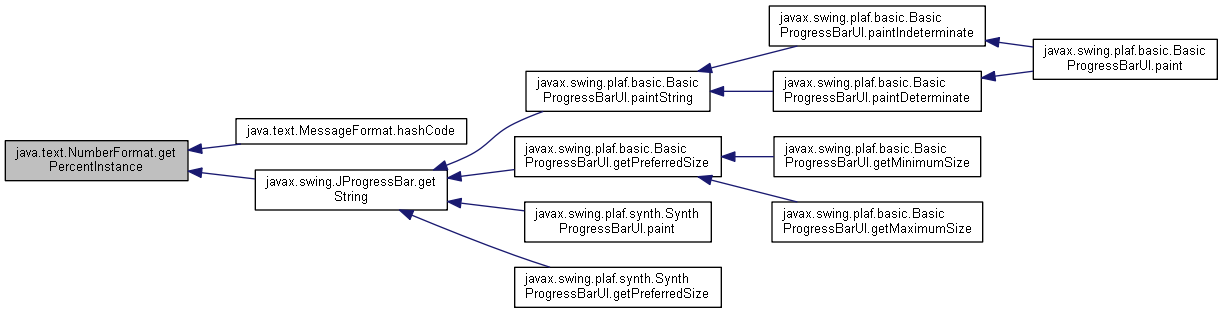 java.text.NumberFormat.get
PercentInstance
java.text.MessageFormat.hashCode
javax.swing.JProgressBar.get
String
javax.swing.plaf.basic.Basic
ProgressBarUI.paintString
javax.swing.plaf.basic.Basic
ProgressBarUI.getPreferredSize
javax.swing.plaf.synth.Synth
ProgressBarUI.paint
javax.swing.plaf.synth.Synth
ProgressBarUI.getPreferredSize
javax.swing.plaf.basic.Basic
ProgressBarUI.paintIndeterminate
javax.swing.plaf.basic.Basic
ProgressBarUI.paintDeterminate
javax.swing.plaf.basic.Basic
ProgressBarUI.getMinimumSize
javax.swing.plaf.basic.Basic
ProgressBarUI.getMaximumSize
javax.swing.plaf.basic.Basic
ProgressBarUI.paint